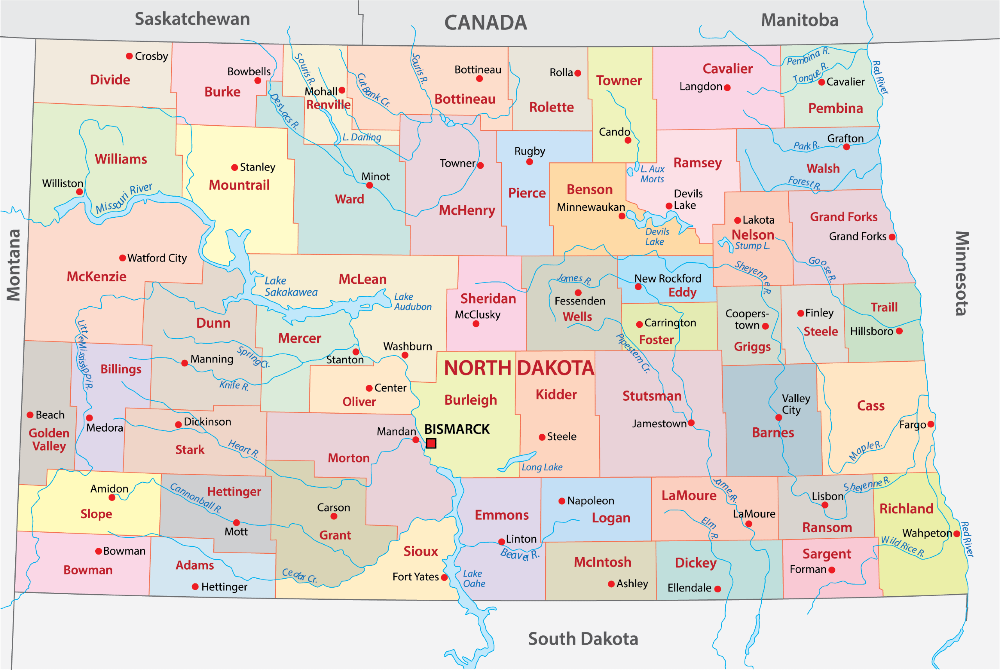 Saskatchewan
CANADA
Manitoba
Montana
Minnesota
South Dakota
NORTH DAKOTA
BISMARCK
Crosby
Divide
Bowbells
Burke
Souris R.
Des Lacs R.
Mohall
Renville
Cut Bank Cr.
Souris R.
Bottineau
Bottineau
Rolla
Rolette
Towner
Cando
Cavalier
Langdon
Pembina R.
Tongue R.
Cavalier
Pembina
Red River
Williams
Williston
Missouri River
Stanley
Mountrail
L. Darling
Minot
Ward
Towner
McHenry
Rugby
Pierce
Benson
Minnewaukan
L. Aux
Morts
Ramsey
Devils
Lake
Devils
Lake
Park R.
Grafton
Walsh
Forest R.
Lakota
Nelson
Stump L.
Grand Forks
Grand Forks
Goose R.
Watford City
McKenzie
Little Mississippi R.
Lake
Sakakawea
McLean
Lake
Audubon
Washburn
Sheridan
McClusky
James R.
Fessenden
Wells
New Rockford
Eddy
Sheyenne R.
Carrington
Foster
Pipestem Cr.
Coopers-
town
Griggs
Finley
Steele
Traill
Hillsboro
Dunn
Manning
Spring Cr.
Knife R.
Mercer
Stanton
Billings
Medora
Beach
Golden
Valley
Center
Oliver
Burleigh
Kidder
Steele
Long Lake
Stutsman
Jamestown
Valley
City
Barnes
Cass
Fargo
Maple R.
Dickinson
Stark
Heart R.
Mandan
Morton
Amidon
Slope
Cannonball R.
Hettinger
Mott
Carson
Grant
Cedar Cr.
Bowman
Bowman
Adams
Hettinger
Sioux
Fort Yates
Lake
Oahe
Emmons
Linton
Beaver R.
Napoleon
Logan
McIntosh
Ashley
LaMoure
James R.
LaMoure
Elm R.
Dickey
Ellendale
Lisbon
Ransom
Sheyenne R.
Sargent
Forman
Richland
Wahpeton
Wild Rice R.
Red River